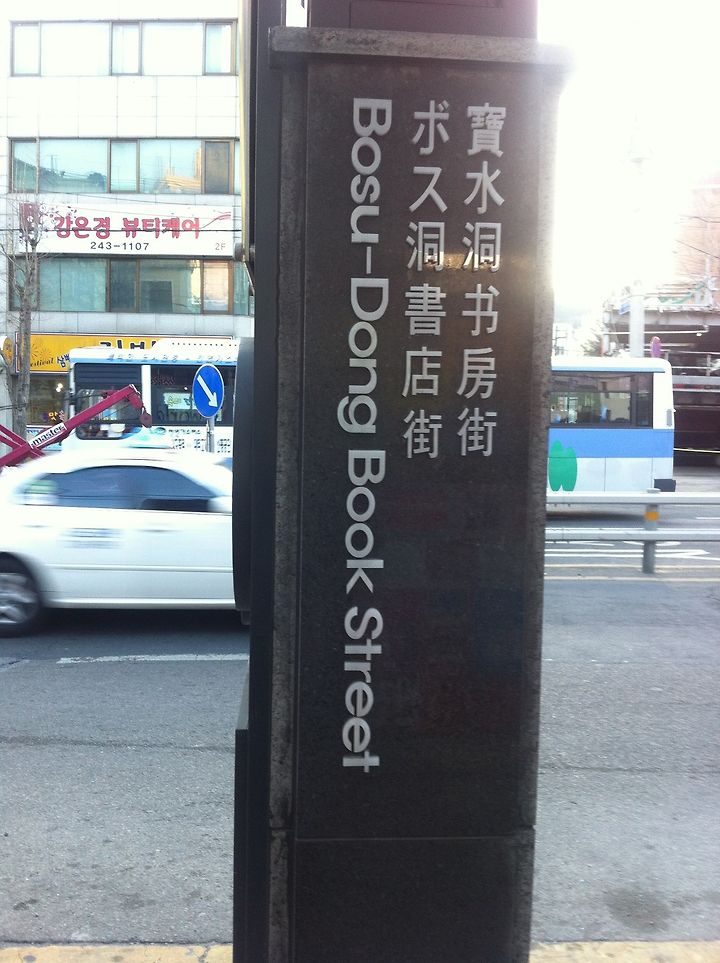 寶水洞书房街
ボス洞書店街
Bosu-Dong Book Street
강은경 뷰티케어
243-1107
2F
master